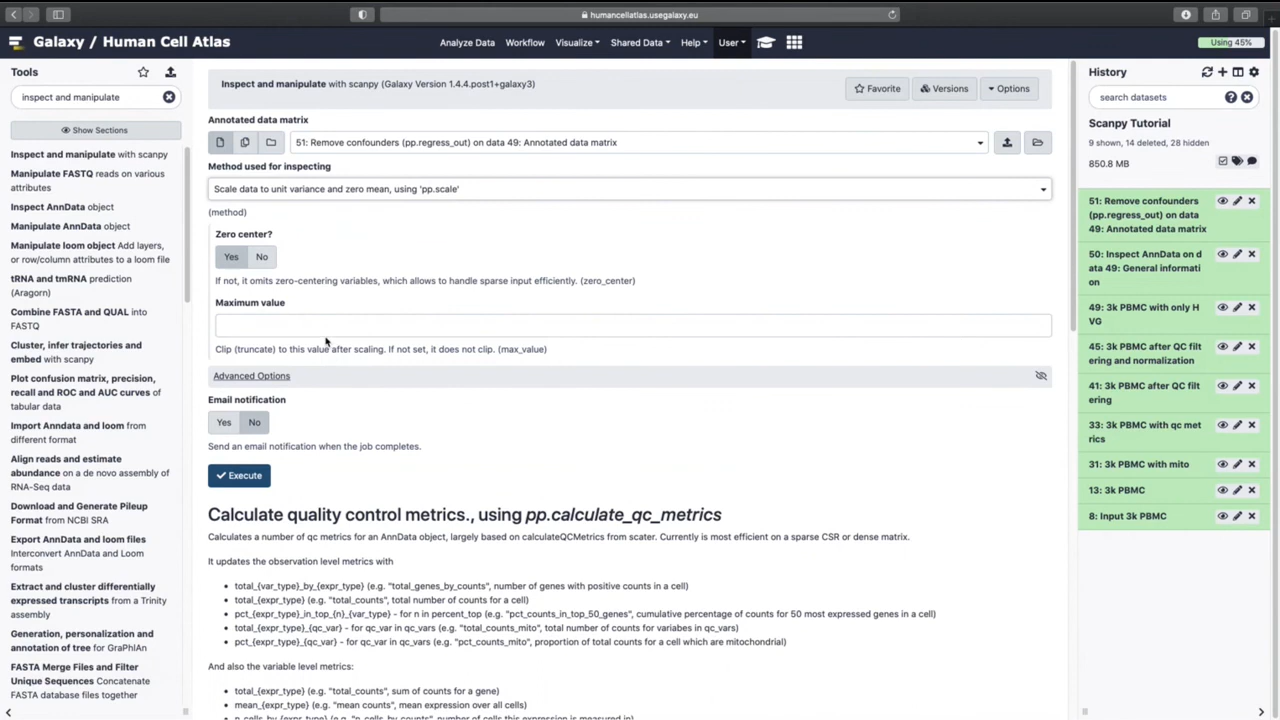 humancellatlas.usegalaxy.eu
Galaxy / Human Cell Atlas
Analyze Data
Workflow
Visualize
Shared Data
Help
User
Using 45%
Tools
inspect and manipulate
Show Sections
Inspect and manipulate with scanpy
Manipulate FASTQ reads on various
attributes
Inspect AnnData object
Manipulate AnnData object
Manipulate loom object Add layers,
or row/column attributes to a loom file
tRNA and tmRNA prediction
(Aragorn)
Combine FASTA and QUAL into
FASTQ
Cluster, infer trajectories and
embed with scanpy
Plot confusion matrix, precision,
recall and ROC and AUC curves of
tabular data
Import Anndata and loom from
different format
Align reads and estimate
abundance on a de novo assembly of
RNA-Seq data
Download and Generate Pileup
Format from NCBI SRA
Export AnnData and loom files
Interconvert AnnData and Loom
formats
Extract and cluster differentially
expressed transcripts from a Trinity
assembly
Generation, personalization and
annotation of tree for GraPhlAn
FASTA Merge Files and Filter
Unique Sequences Concatenate
FASTA database files together
Inspect and manipulate with scanpy (Galaxy Version 1.4.4.post1+galaxy3)
Favorite
Versions
Options
Annotated data matrix
51: Remove confounders (pp.regress_out) on data 49: Annotated data matrix
Method used for inspecting
Scale data to unit variance and zero mean, using 'pp.scale'
(method)
Zero center?
Yes No
If not, it omits zero-centering variables, which allows to handle sparse input efficiently. (zero_center)
Maximum value
Clip (truncate) to this value after scaling. If not set, it does not clip. (max_value)
Advanced Options
Email notification
Yes No
Send an email notification when the job completes.
Execute
Calculate quality control metrics., using pp.calculate_qc_metrics
Calculates a number of qc metrics for an AnnData object, largely based on calculateQCMetrics from scater. Currently is most efficient on a sparse CSR or dense matrix.
It updates the observation level metrics with
• total_{var_type}_by_{expr_type} (e.g. "total_genes_by_counts", number of genes with positive counts in a cell)
• total_{expr_type} (e.g. "total_counts", total number of counts for a cell)
• pct_{expr_type}_in_top_{n}_{var_type} - for n in percent_top (e.g. "pct_counts_in_top_50_genes", cumulative percentage of counts for 50 most expressed genes in a cell)
• total_{expr_type}_{qc_var} - for qc_var in qc_vars (e.g. "total_counts_mito", total number of counts for variabes in qc_vars)
• pct_{expr_type}_{qc_var} - for qc_var in qc_vars (e.g. "pct_counts_mito", proportion of total counts for a cell which are mitochondrial)
And also the variable level metrics:
• total_{expr_type} (e.g. "total_counts", sum of counts for a gene)
• mean_{expr_type} (e.g. "mean counts", mean expression over all cells)
• n_cells_by_{expr_type} (e.g. "n_cells_by_counts", number of cells this expression is measured in)
History
search datasets
Scanpy Tutorial
9 shown, 14 deleted, 28 hidden
850.8 MB
51: Remove confounders
(pp.regress_out) on data
49: Annotated data matrix
50: Inspect AnnData on d
ata 49: General informati
on
49: 3k PBMC with only H
VG
45: 3k PBMC after QC filt
ering and normalization
41: 3k PBMC after QC filt
ering
33: 3k PBMC with qc met
rics
31: 3k PBMC with mito
13: 3k PBMC
8: Input 3k PBMC